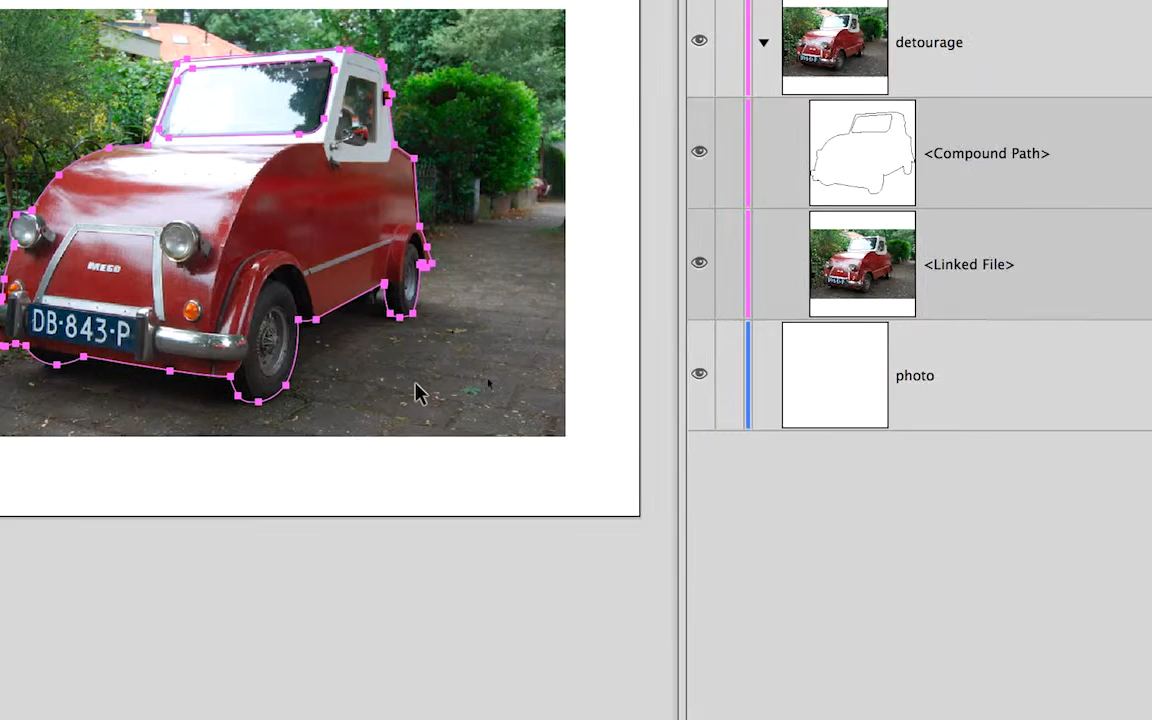 detourage
<Compound Path>
<Linked File>
photo
MEGO
DB-843-P